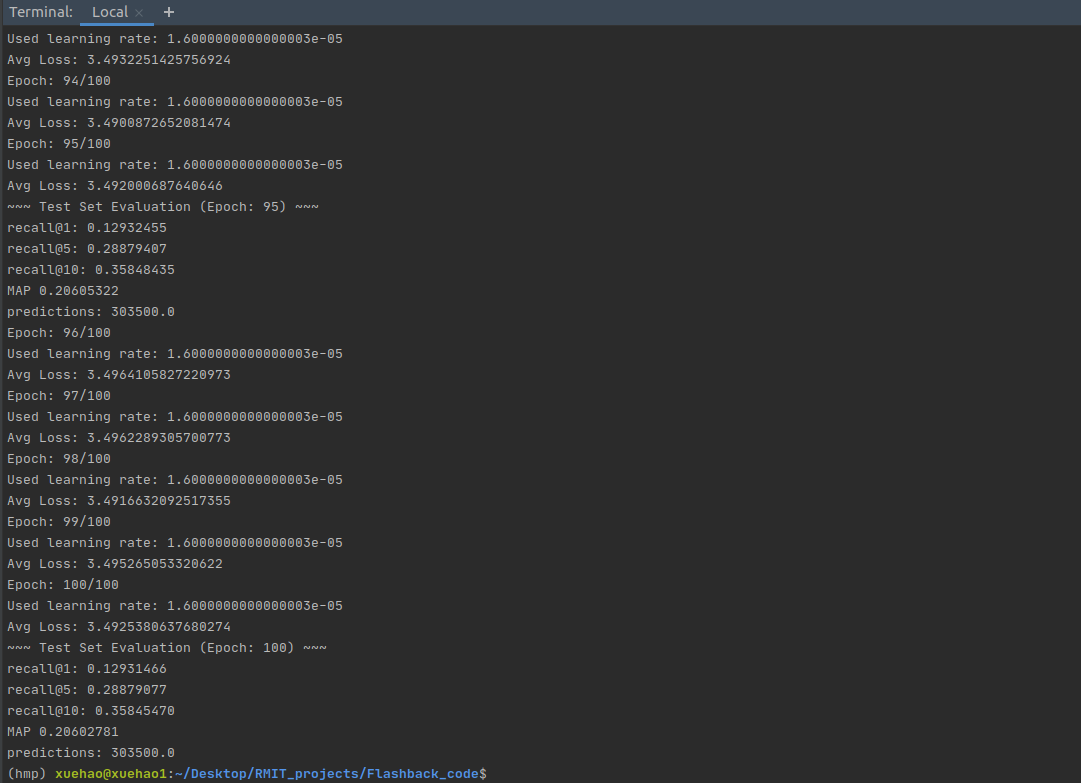 Terminal: Local × +
Used learning rate: 1.6000000000000003e-05
Avg Loss: 3.4932251425756924
Epoch: 94/100
Used learning rate: 1.6000000000000003e-05
Avg Loss: 3.4900872652081474
Epoch: 95/100
Used learning rate: 1.6000000000000003e-05
Avg Loss: 3.492000687640646
~~~ Test Set Evaluation (Epoch: 95) ~~~
recall@1: 0.12932455
recall@5: 0.28879407
recall@10: 0.35848435
MAP 0.20605322
predictions: 303500.0
Epoch: 96/100
Used learning rate: 1.6000000000000003e-05
Avg Loss: 3.4964105827220973
Epoch: 97/100
Used learning rate: 1.6000000000000003e-05
Avg Loss: 3.4962289305700773
Epoch: 98/100
Used learning rate: 1.6000000000000003e-05
Avg Loss: 3.4916632092517355
Epoch: 99/100
Used learning rate: 1.6000000000000003e-05
Avg Loss: 3.495265053320622
Epoch: 100/100
Used learning rate: 1.6000000000000003e-05
Avg Loss: 3.4925380637680274
~~~ Test Set Evaluation (Epoch: 100) ~~~
recall@1: 0.12931466
recall@5: 0.28879077
recall@10: 0.35845470
MAP 0.20602781
predictions: 303500.0
(hmp) xuehao@xuehao1:~/Desktop/RMIT_projects/Flashback_code$